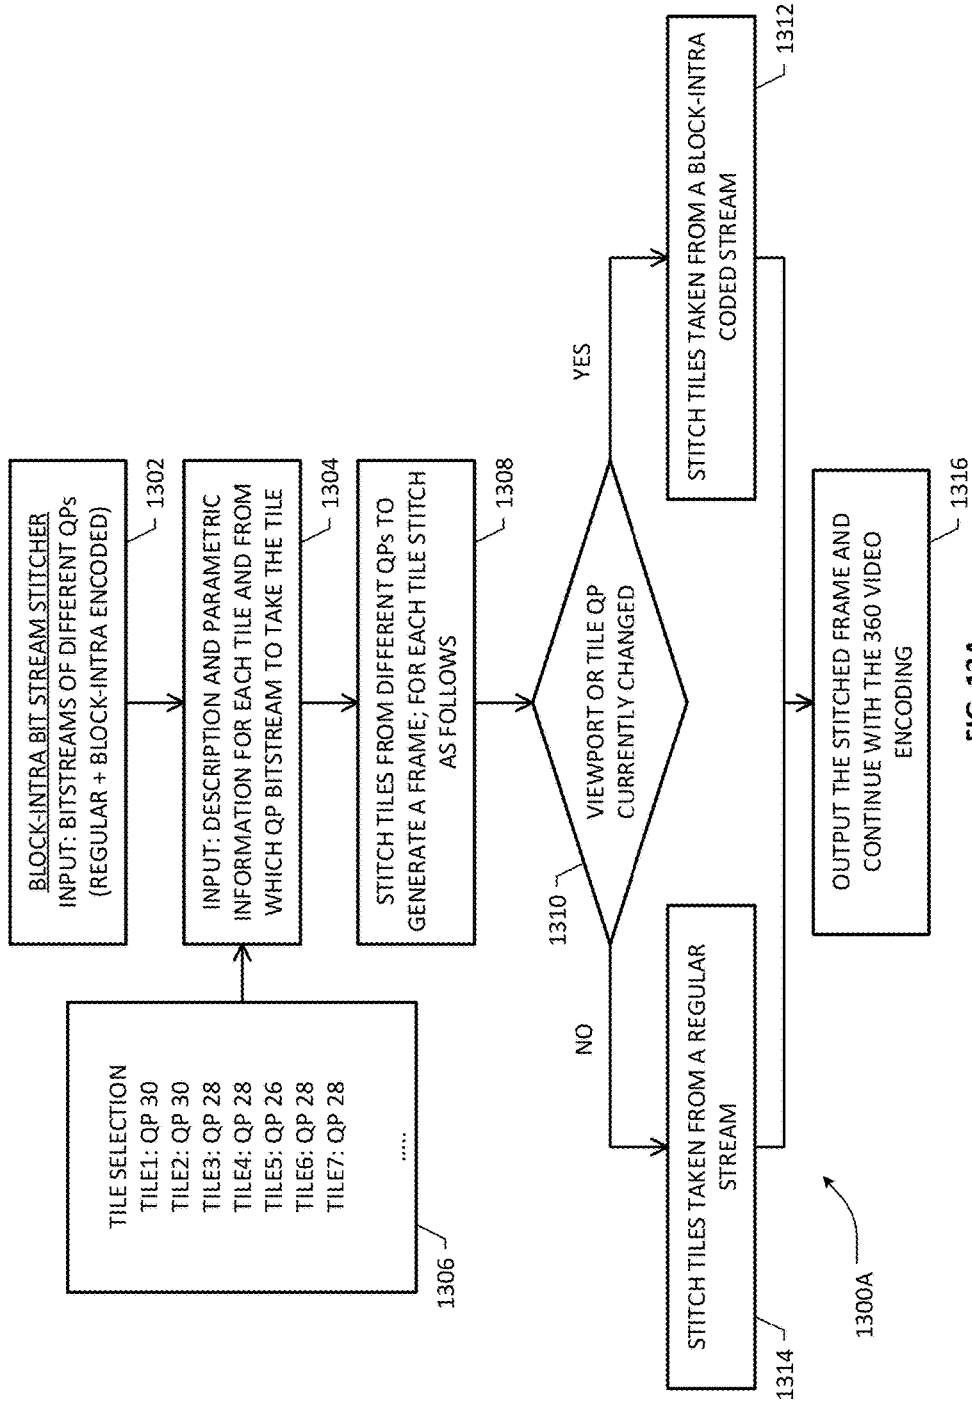 BLOCK-INTRA BIT STREAM STITCHER
INPUT: BITSTREAMS OF DIFFERENT QPs
(REGULAR + BLOCK-INTRA ENCODED)
1302
TILE SELECTION
TILE1: QP 30
TILE2: QP 30
TILE3: QP 28
TILE4: QP 28
TILE5: QP 26
TILE6: QP 28
TILE7: QP 28
.....
1306
INPUT: DESCRIPTION AND PARAMETRIC
INFORMATION FOR EACH TILE AND FROM
WHICH QP BITSTREAM TO TAKE THE TILE
1304
STITCH TILES FROM DIFFERENT QPs TO
GENERATE A FRAME; FOR EACH TILE STITCH
AS FOLLOWS
1308
VIEWPORT OR TILE QP
CURRENTLY CHANGED
1310
NO
YES
STITCH TILES TAKEN FROM A REGULAR
STREAM
1314
STITCH TILES TAKEN FROM A BLOCK-INTRA
CODED STREAM
1312
OUTPUT THE STITCHED FRAME AND
CONTINUE WITH THE 360 VIDEO
ENCODING
1316
1300A